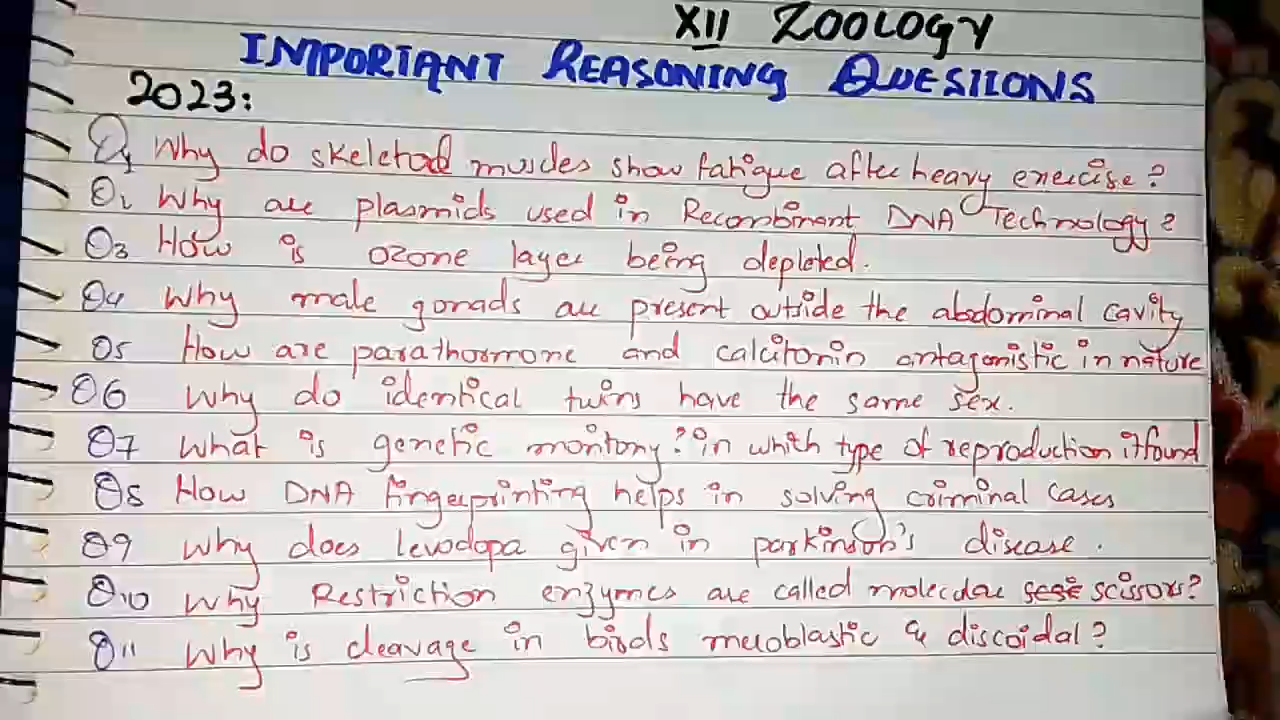 XII ZOOLOGY
IMPORTANT REASONING QUESTIONS
2023:
Q1 Why do skeletal muscles show fatigue after heavy exercise?
Q2 Why are plasmids used in Recombinant DNA Technology?
Q3 How is ozone layer being depleted.
Q4 Why male gonads are present outside the abdominal cavity
Q5 How are parathormone and calcitonin antagonistic in nature
Q6 Why do identical twins have the same sex.
Q7 What is genetic montony? in which type of reproduction it found
Q8 How DNA fingerprinting helps in solving criminal cases
Q9 Why does levodopa given in parkinson's disease.
Q10 Why Restriction enzymes are called molecular scissors?
Q11 Why is cleavage in birds meroblastic & discoidal?